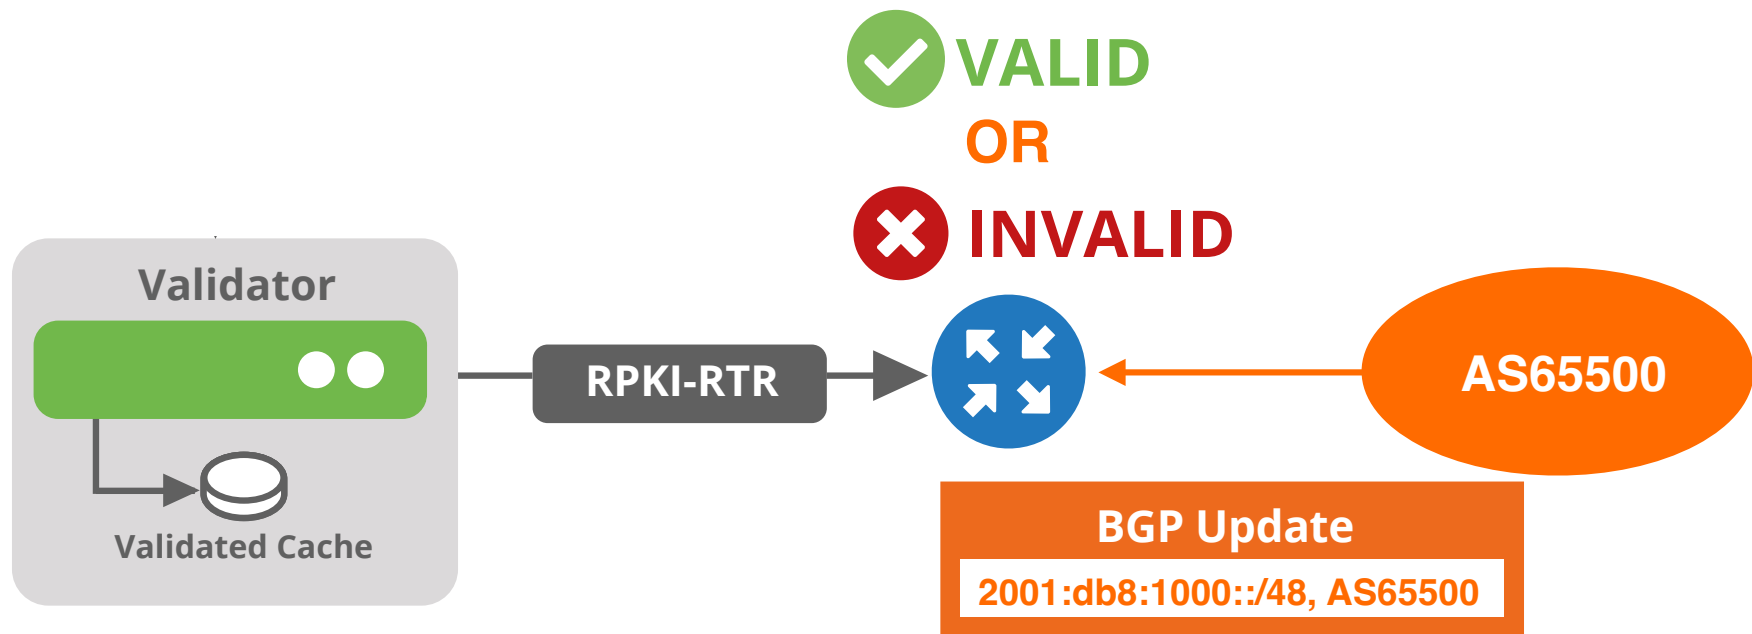 VALID
OR
INVALID
Validator
RPKI-RTR
AS65500
Validated Cache
BGP Update
2001:db8:1000::/48, AS65500